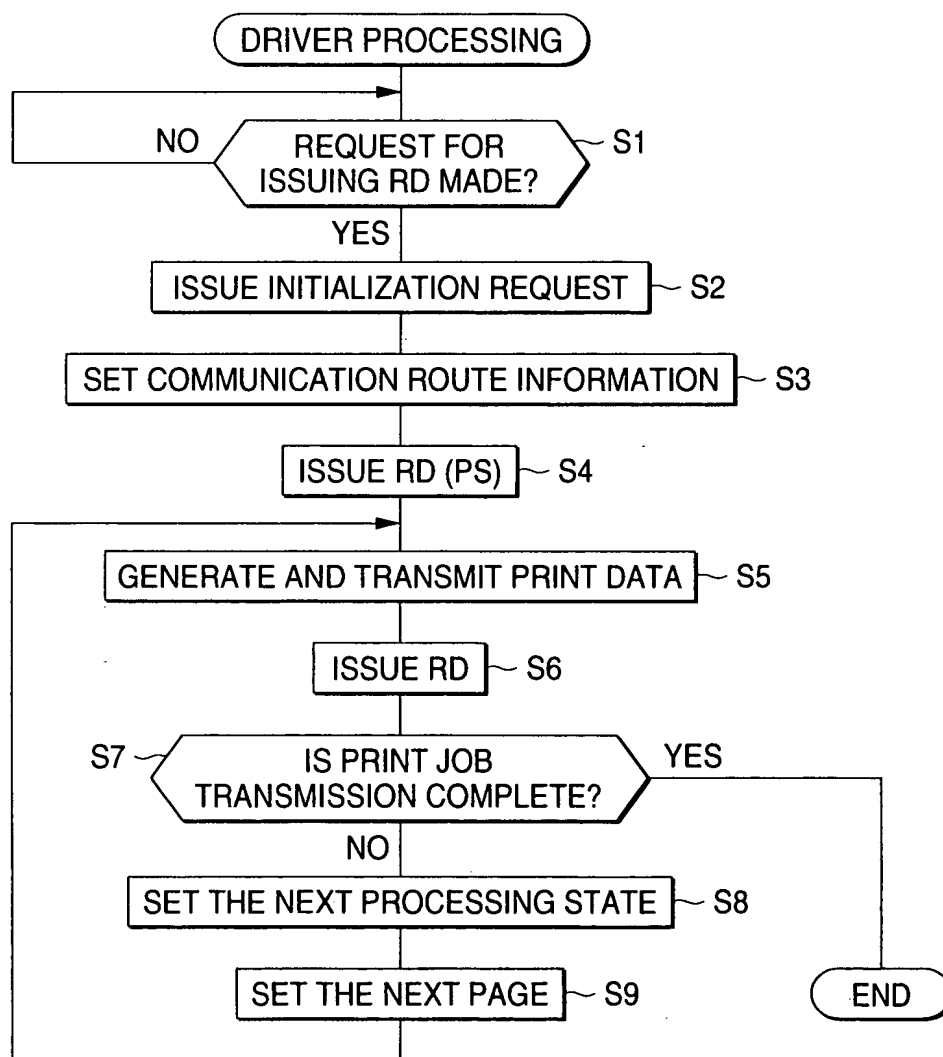 DRIVER PROCESSING
NO
REQUEST FOR
ISSUING RD MADE?
S1
YES
ISSUE INITIALIZATION REQUEST
S2
SET COMMUNICATION ROUTE INFORMATION
S3
ISSUE RD (PS)
S4
GENERATE AND TRANSMIT PRINT DATA
S5
ISSUE RD
S6
S7
IS PRINT JOB
TRANSMISSION COMPLETE?
YES
NO
SET THE NEXT PROCESSING STATE
S8
SET THE NEXT PAGE
S9
END